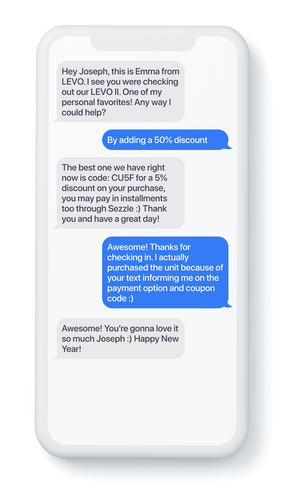 Hey Joseph, this is Emma from
LEVO. I see you were checking
out our LEVO II. One of my
personal favorites! Any way I
could help?
By adding a 50% discount
The best one we have right
now is code: CU5F for a 5%
discount on your purchase,
you may pay in installments
too through Sezzle :) Thank
you and have a great day!
Awesome! Thanks for
checking in. I actually
purchased the unit because of
your text informing me on the
payment option and coupon
code :)
Awesome! You're gonna love it
so much Joseph :) Happy New
Year!